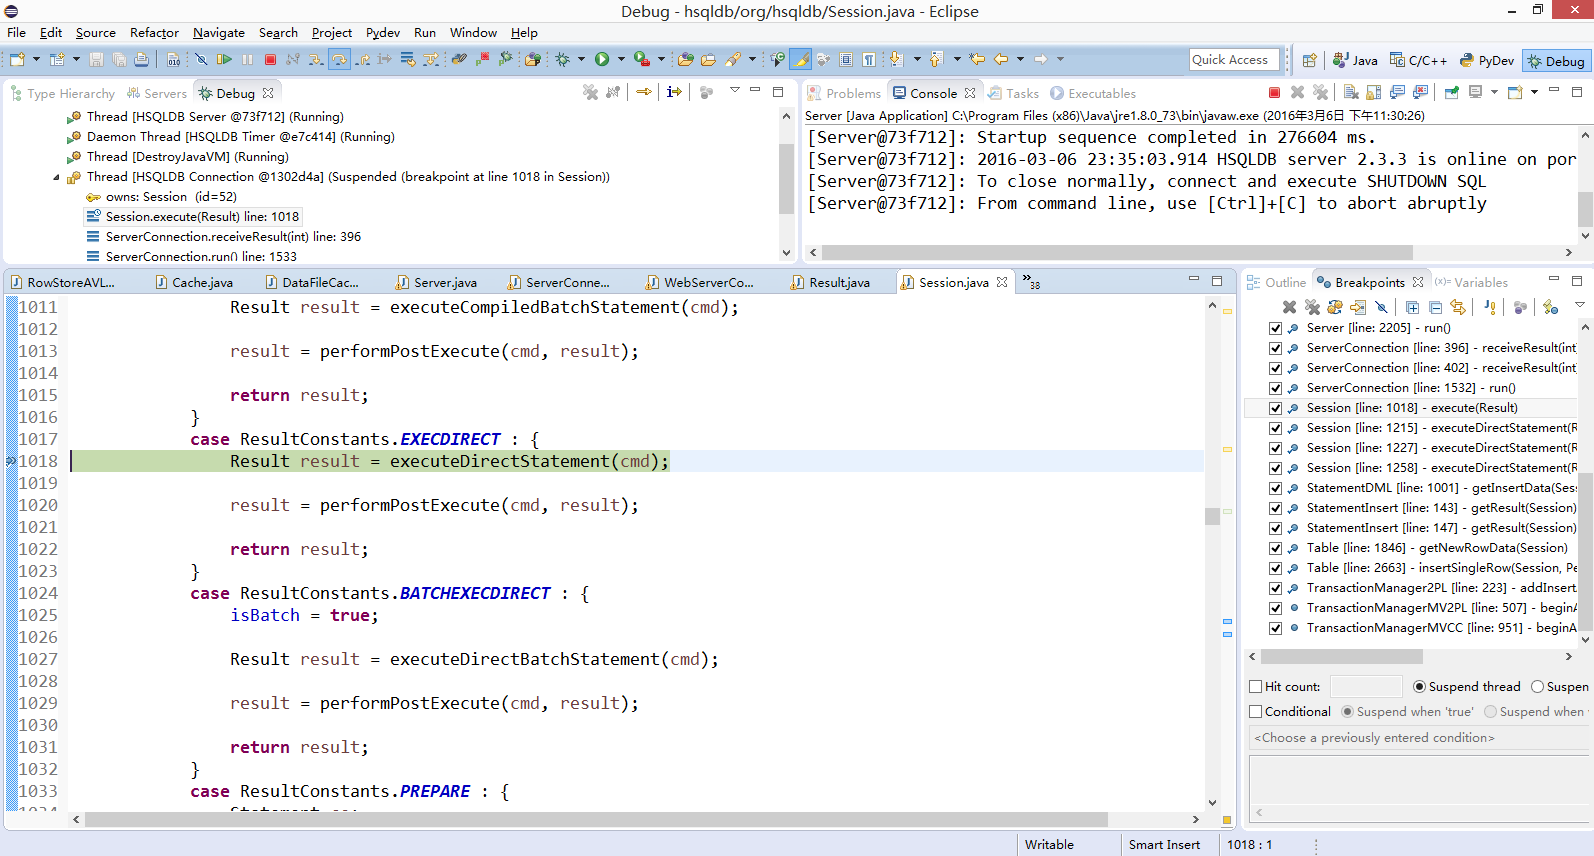 Debug - hsqldb/org/hsqldb/Session.java - Eclipse
File Edit Source Refactor Navigate Search Project Pydev Run Window Help
Quick Access Java C/C++ PyDev Debug
Type Hierarchy Servers Debug
Thread [HSQLDB Server @73f712] (Running)
Daemon Thread [HSQLDB Timer @e7c414] (Running)
Thread [DestroyJavaVM] (Running)
Thread [HSQLDB Connection @1302d4a] (Suspended (breakpoint at line 1018 in Session))
owns: Session (id=52)
Session.execute(Result) line: 1018
ServerConnection.receiveResult(int) line: 396
ServerConnection.run() line: 1533
Problems Console Tasks Executables
Server [Java Application] C:\Program Files (x86)\Java\jre1.8.0_73\bin\javaw.exe (2016年3月6日 下午11:30:26)
[Server@73f712]: Startup sequence completed in 276604 ms.
[Server@73f712]: 2016-03-06 23:35:03.914 HSQLDB server 2.3.3 is online on por
[Server@73f712]: To close normally, connect and execute SHUTDOWN SQL
[Server@73f712]: From command line, use [Ctrl]+[C] to abort abruptly
RowStoreAVL... Cache.java DataFileCac... Server.java ServerConne... WebServerCo... Result.java Session.java »38
1011 Result result = executeCompiledBatchStatement(cmd);
1012
1013 result = performPostExecute(cmd, result);
1014
1015 return result;
1016 }
1017 case ResultConstants.EXECDIRECT : {
1018 Result result = executeDirectStatement(cmd);
1019
1020 result = performPostExecute(cmd, result);
1021
1022 return result;
1023 }
1024 case ResultConstants.BATCHEXECDIRECT : {
1025 isBatch = true;
1026
1027 Result result = executeDirectBatchStatement(cmd);
1028
1029 result = performPostExecute(cmd, result);
1030
1031 return result;
1032 }
1033 case ResultConstants.PREPARE : {
Outline Breakpoints (x)= Variables
Server [line: 2205] - run()
ServerConnection [line: 396] - receiveResult(int)
ServerConnection [line: 402] - receiveResult(int)
ServerConnection [line: 1532] - run()
Session [line: 1018] - execute(Result)
Session [line: 1215] - executeDirectStatement(R
Session [line: 1227] - executeDirectStatement(R
Session [line: 1258] - executeDirectStatement(R
StatementDML [line: 1001] - getInsertData(Ses
StatementInsert [line: 143] - getResult(Session)
StatementInsert [line: 147] - getResult(Session)
Table [line: 1846] - getNewRowData(Session)
Table [line: 2663] - insertSingleRow(Session, Pe
TransactionManager2PL [line: 223] - addInsert
TransactionManagerMV2PL [line: 507] - beginA
TransactionManagerMVCC [line: 951] - beginA
Hit count: Suspend thread Suspen
Conditional Suspend when 'true' Suspend when
<Choose a previously entered condition>
Writable Smart Insert 1018 : 1